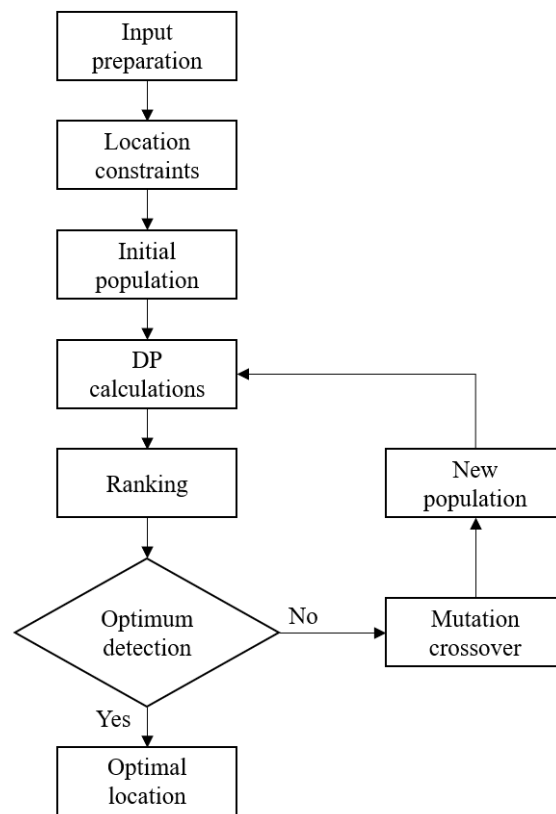 Input
preparation
Location
constraints
Initial
population
DP
calculations
Ranking
New
population
Optimum
detection
No
Mutation
crossover
Yes
Optimal
location